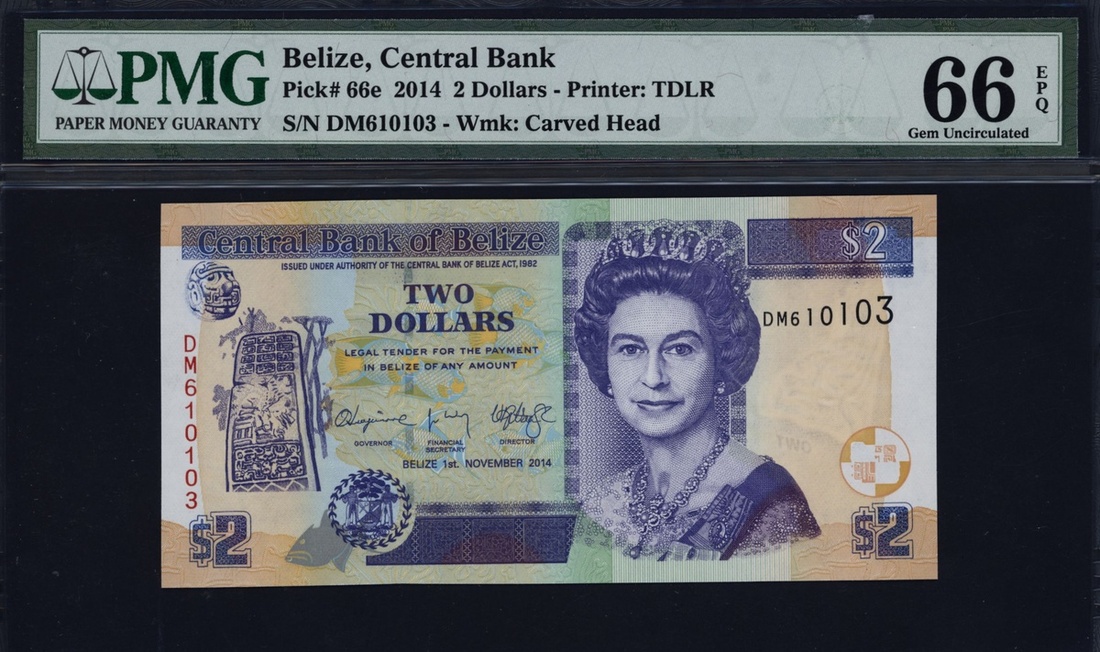 PMG
PAPER MONEY GUARANTY
Belize, Central Bank
Pick# 66e 2014 2 Dollars - Printer: TDLR
S/N DM610103 - Wmk: Carved Head
66
EPQ
Gem Uncirculated
Central Bank of Belize
$2
ISSUED UNDER AUTHORITY OF THE CENTRAL BANK OF BELIZE ACT, 1982
TWO
DOLLARS
DM610103
LEGAL TENDER FOR THE PAYMENT
IN BELIZE OF ANY AMOUNT
DM610103
GOVERNOR
FINANCIAL
SECRETARY
DIRECTOR
BELIZE 1st. NOVEMBER 2014
$2
$2